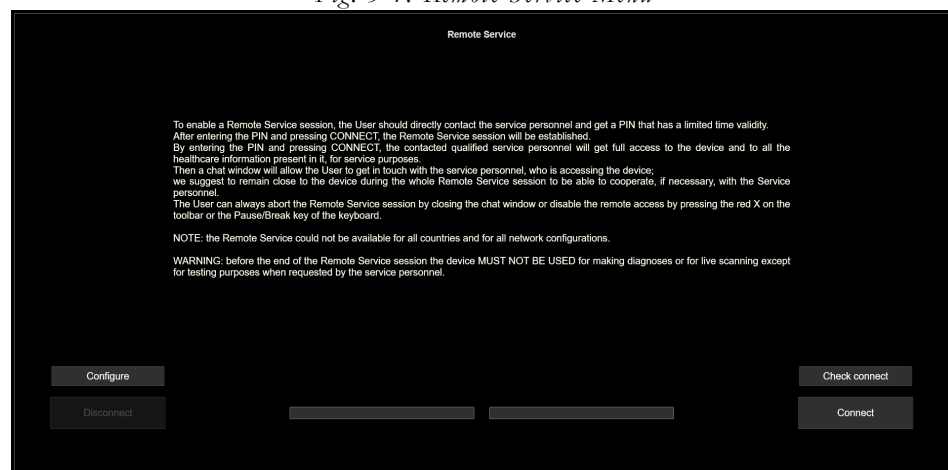 Fig. 9-4: Remote Service Menu
Remote Service
To enable a Remote Service session, the User should directly contact the service personnel and get a PIN that has a limited time validity.
After entering the PIN and pressing CONNECT, the Remote Service session will be established.
By entering the PIN and pressing CONNECT, the contacted qualified service personnel will get full access to the device and to all the
healthcare information present in it, for service purposes.
Then a chat window will allow the User to get in touch with the service personnel, who is accessing the device;
we suggest to remain close to the device during the whole Remote Service session to be able to cooperate, if necessary, with the Service
personnel.
The User can always abort the Remote Service session by closing the chat window or disable the remote access by pressing the red X on the
toolbar or the Pause/Break key of the keyboard.
NOTE: the Remote Service could not be available for all countries and for all network configurations.
WARNING: before the end of the Remote Service session the device MUST NOT BE USED for making diagnoses or for live scanning except
for testing purposes when requested by the service personnel.
Configure
Check connect
Disconnect
Connect